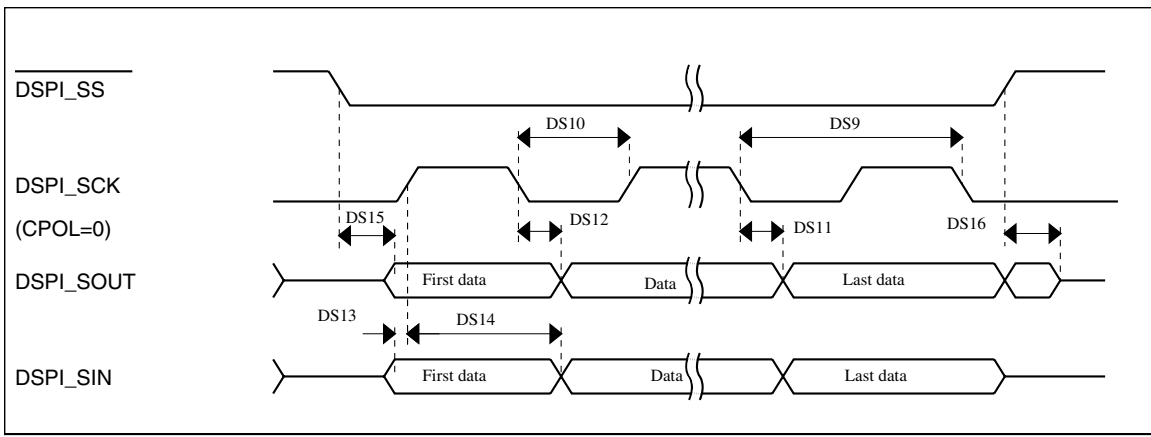 DSPI_SS
DS10
DS9
DSPI_SCK
(CPOL=0)
DS15
DS12
DS11
DS16
DSPI_SOUT
First data
Data
Last data
DS13
DS14
DSPI_SIN
First data
Data
Last data